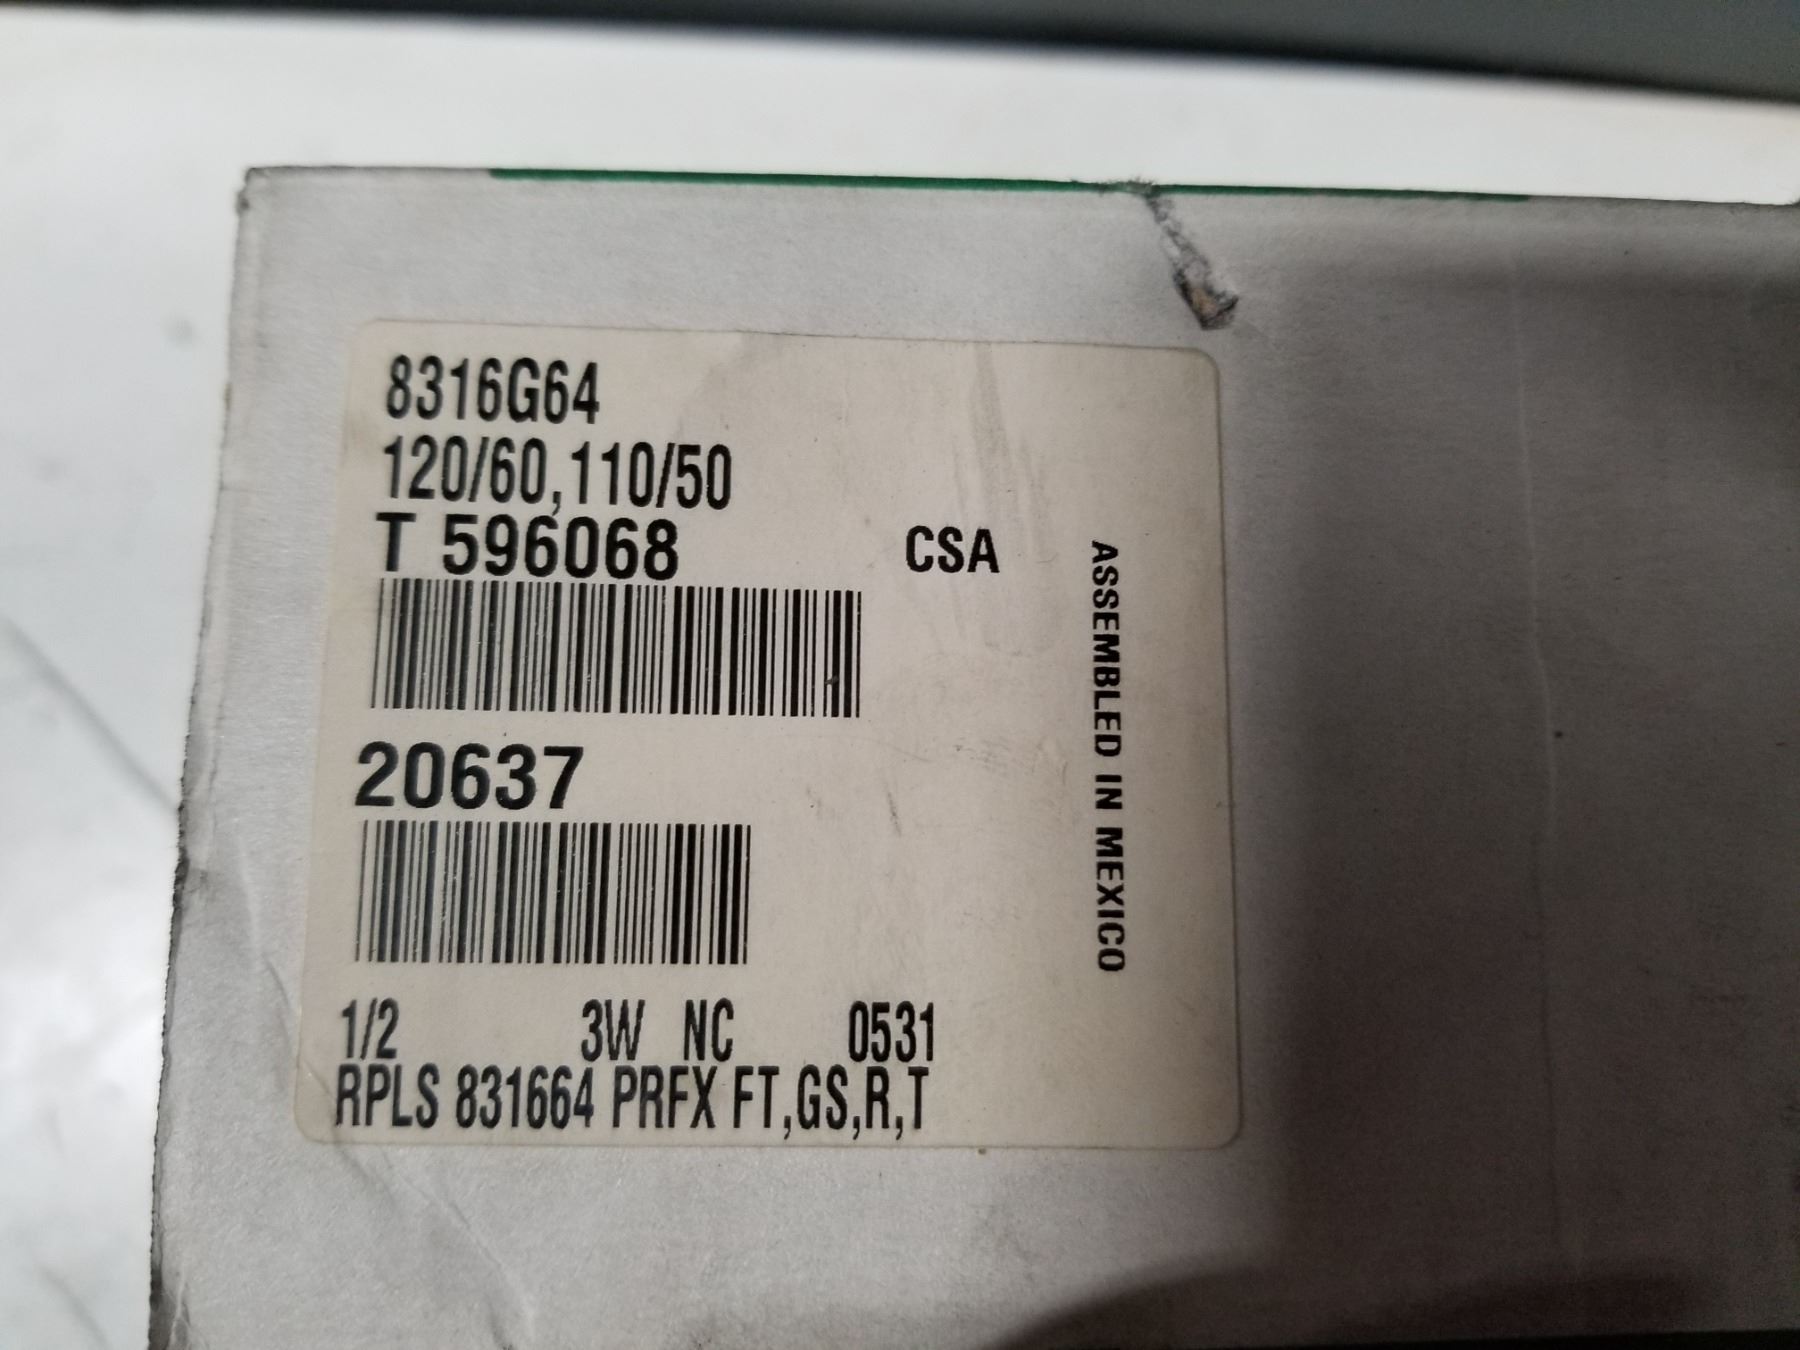 8316G64
120/60,110/50
T 596068
CSA
20637
1/2 3W NC 0531
RPLS 831664 PRFX FT,GS,R,T
ASSEMBLED IN MEXICO